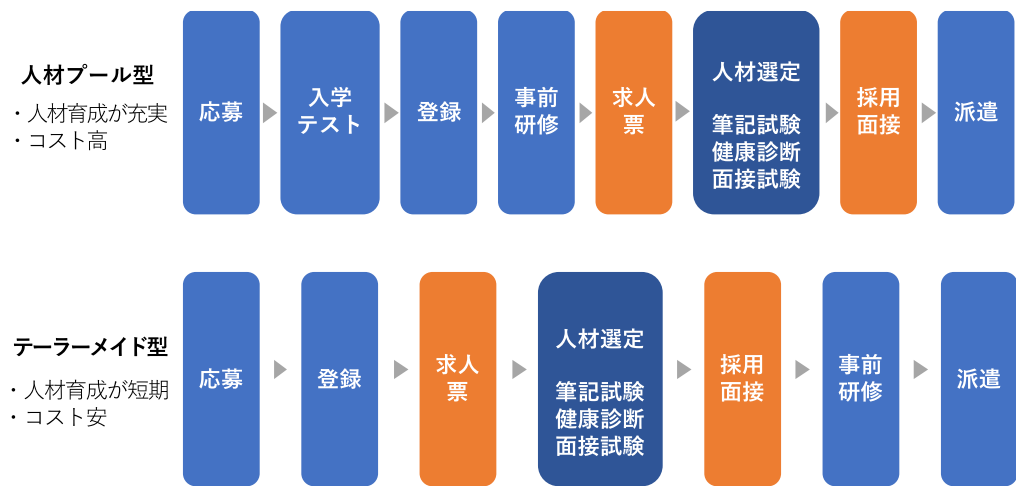 人材プール型
・人材育成が充実
・コスト高
応募
入学
テスト
登録
事前
研修
求人
票
人材選定
筆記試験
健康診断
面接試験
採用
面接
派遣
テーラーメイド型
・人材育成が短期
・コスト安
応募
登録
求人
票
人材選定
筆記試験
健康診断
面接試験
採用
面接
事前
研修
派遣